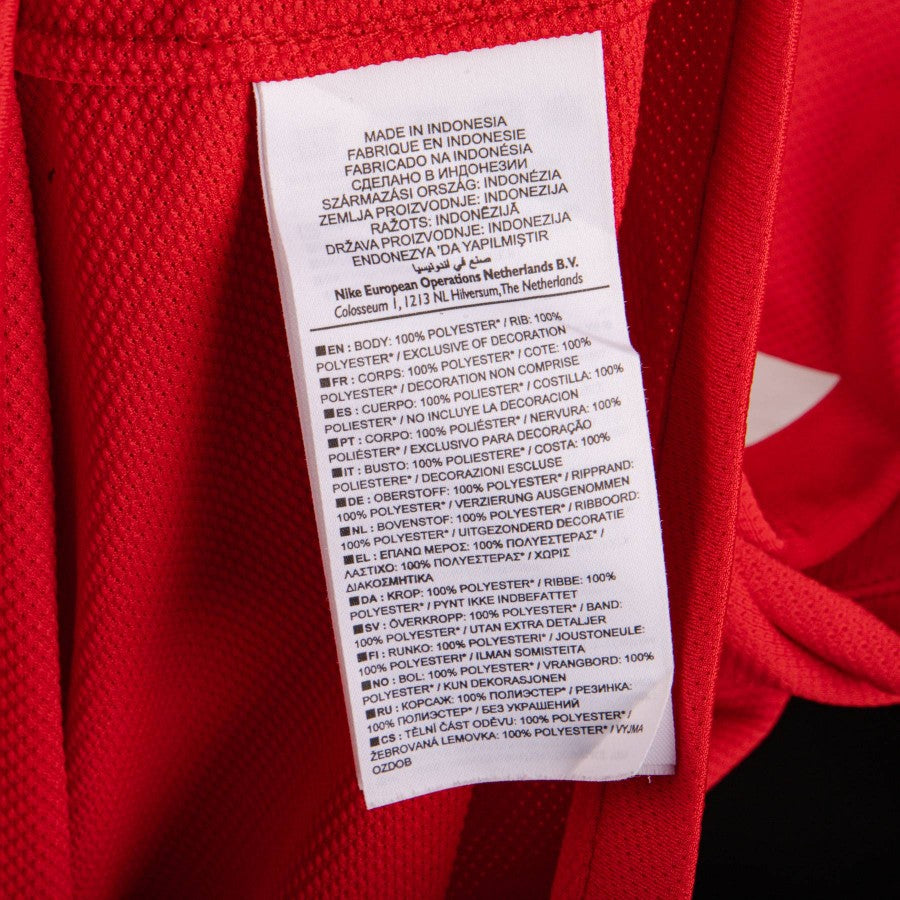 MADE IN INDONESIA
FABRIQUE EN INDONESIE
FABRICADO NA INDONÉSIA
СДЕЛАНО В ИНДОНЕЗИИ
SZÁRMAZÁSI ORSZÁG: INDONÉZIA
ZEMLJA PROIZVODNJE: INDONEZIJA
RAŽOTS: INDONĒZIJĀ
DRŽAVA PROIZVODNJE: INDONEZIJA
ENDONEZYA 'DA YAPILMIŞTIR
صنع في اندونيسيا
Nike European Operations Netherlands B.V.
Colosseum 1, 1213 NL Hilversum,The Netherlands
EN : BODY: 100% POLYESTER* / RIB: 100%
POLYESTER* / EXCLUSIVE OF DECORATION
FR : CORPS: 100% POLYESTER* / COTE: 100%
POLYESTER* / DECORATION NON COMPRISE
ES : CUERPO: 100% POLIESTER* / COSTILLA: 100%
POLIESTER* / NO INCLUYE LA DECORACION
PT : CORPO: 100% POLIÉSTER* / NERVURA: 100%
POLIÉSTER* / EXCLUSIVO PARA DECORAÇÃO
IT : BUSTO: 100% POLIESTERE* / COSTA: 100%
POLIESTERE* / DECORAZIONI ESCLUSE
DE : OBERSTOFF: 100% POLYESTER* / RIPPRAND:
100% POLYESTER* / VERZIERUNG AUSGENOMMEN
NL : BOVENSTOF: 100% POLYESTER* / RIBBOORD:
100% POLYESTER* / UITGEZONDERD DECORATIE
EL : ΕΠΑΝΩ ΜΕΡΟΣ: 100% ΠΟΛΥΕΣΤΕΡΑΣ* /
ΛΑΣΤΙΧΟ: 100% ΠΟΛΥΕΣΤΕΡΑΣ* / ΧΩΡΙΣ
ΔΙΑΚΟΣΜΗΤΙΚΑ
DA : KROP: 100% POLYESTER* / RIBBE: 100%
POLYESTER* / PYNT IKKE INDBEFATTET
SV : ÖVERKROPP: 100% POLYESTER* / BAND:
100% POLYESTER* / UTAN EXTRA DETALJER
FI : RUNKO: 100% POLYESTERI* / JOUSTONEULE:
100% POLYESTERI* / ILMAN SOMISTEITA
NO : BOL: 100% POLYESTER* / VRANGBORD: 100%
POLYESTER* / KUN DEKORASJONEN
RU : КОРСАЖ: 100% ПОЛИЭСТЕР* / РЕЗИНКА:
100% ПОЛИЭСТЕР* / БЕЗ УКРАШЕНИЙ
CS : TĚLNÍ ČÁST ODĚVU: 100% POLYESTER* /
ŽEBROVANÁ LEMOVKA: 100% POLYESTER* / VYJMA
OZDOB